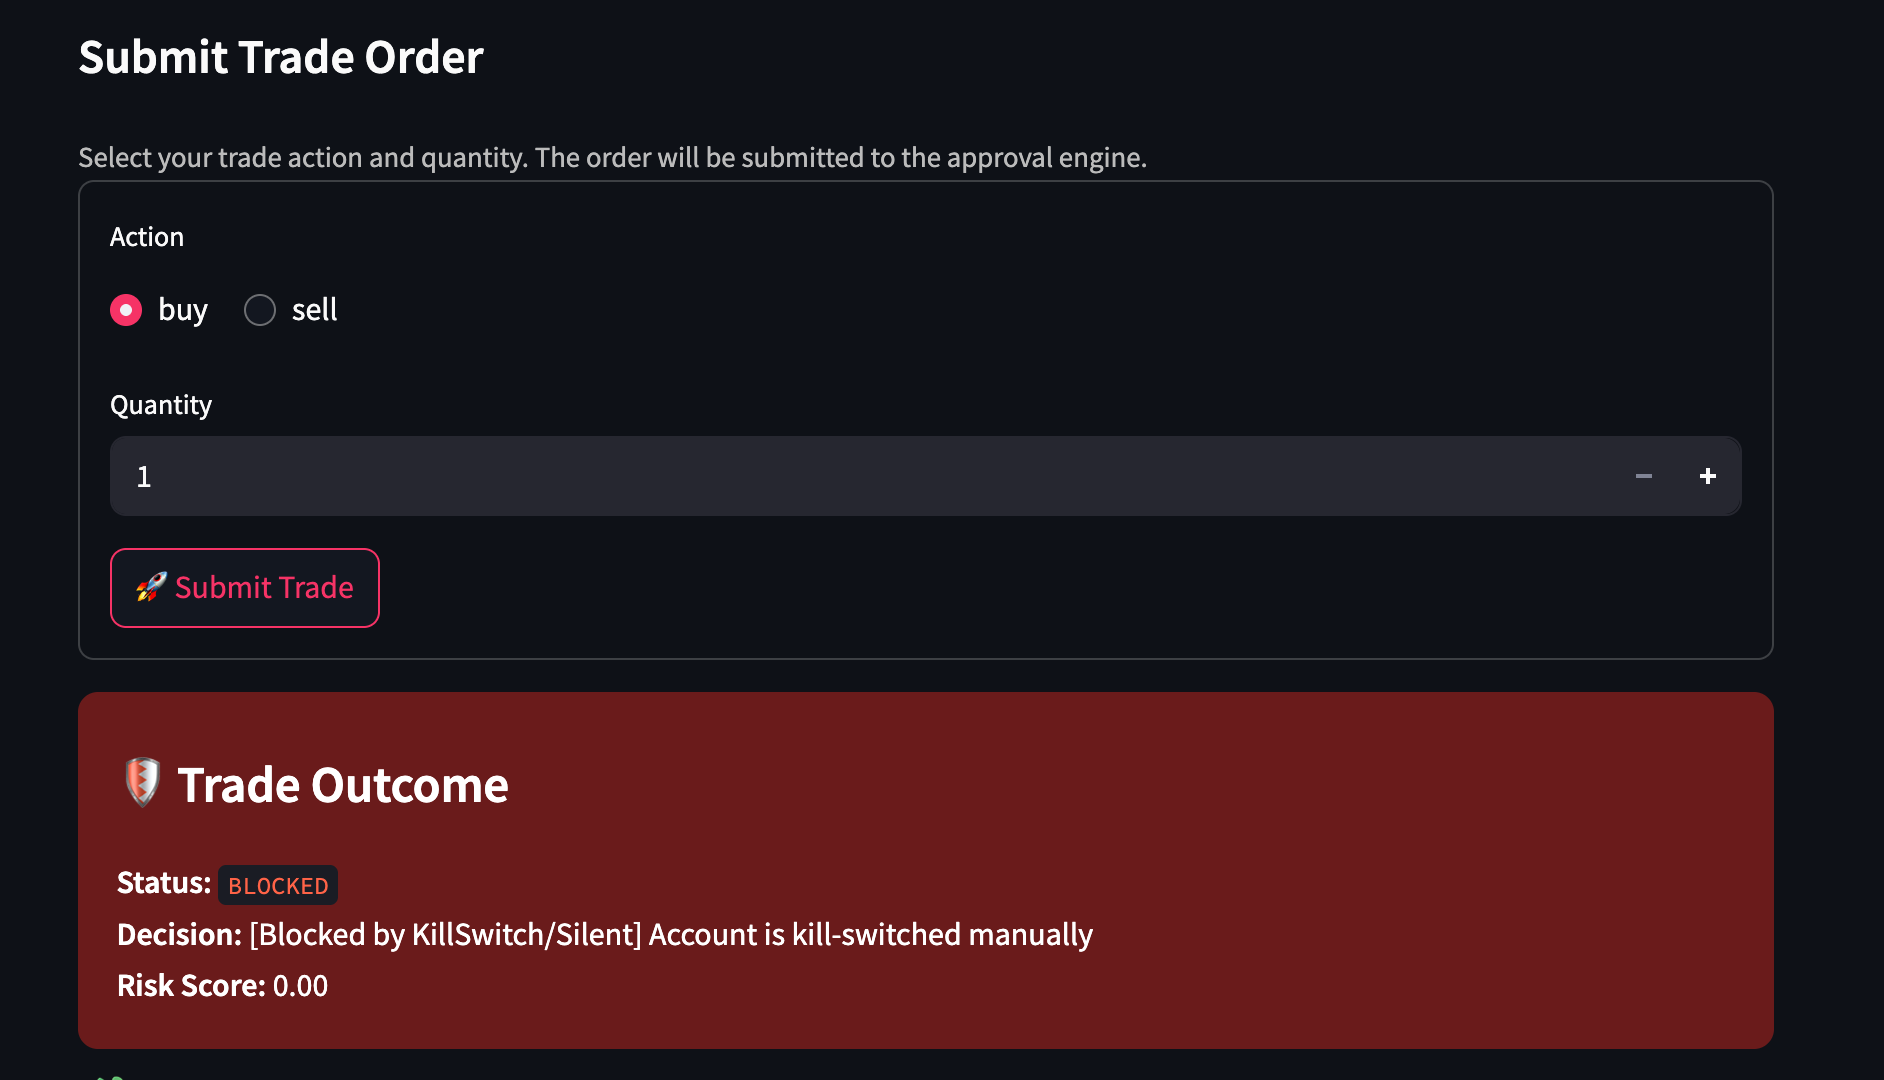 Submit Trade Order
Select your trade action and quantity. The order will be submitted to the approval engine.
Action
buy sell
Quantity
1 − +
🚀 Submit Trade
🛡️ Trade Outcome
Status: BLOCKED
Decision: [Blocked by KillSwitch/Silent] Account is kill-switched manually
Risk Score: 0.00